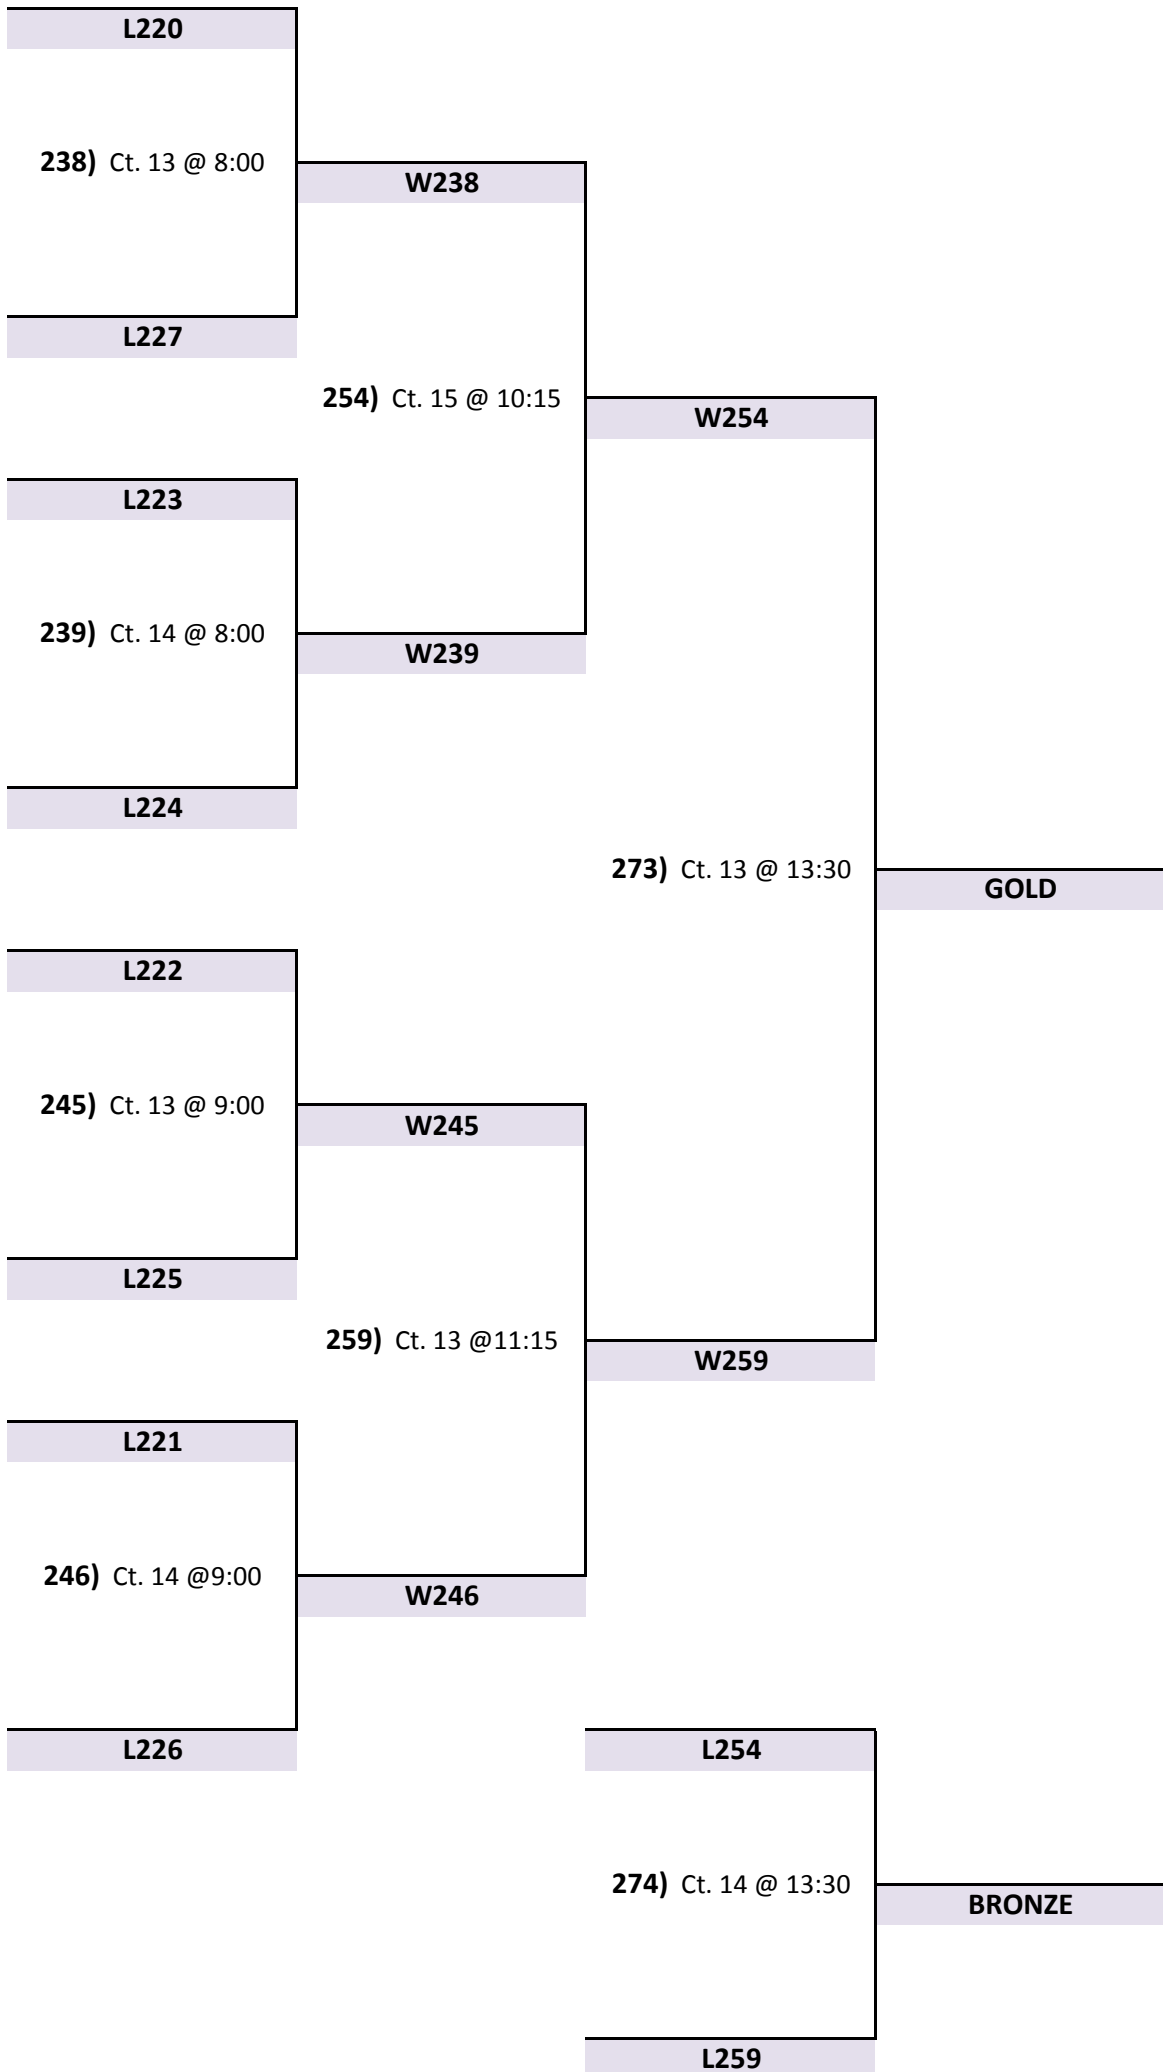 L220
238) Ct. 13 @ 8:00
W238
L227
254) Ct. 15 @ 10:15
W254
L223
239) Ct. 14 @ 8:00
W239
L224
273) Ct. 13 @ 13:30
GOLD
L222
245) Ct. 13 @ 9:00
W245
L225
259) Ct. 13 @11:15
W259
L221
246) Ct. 14 @9:00
W246
L226
L254
274) Ct. 14 @ 13:30
BRONZE
L259